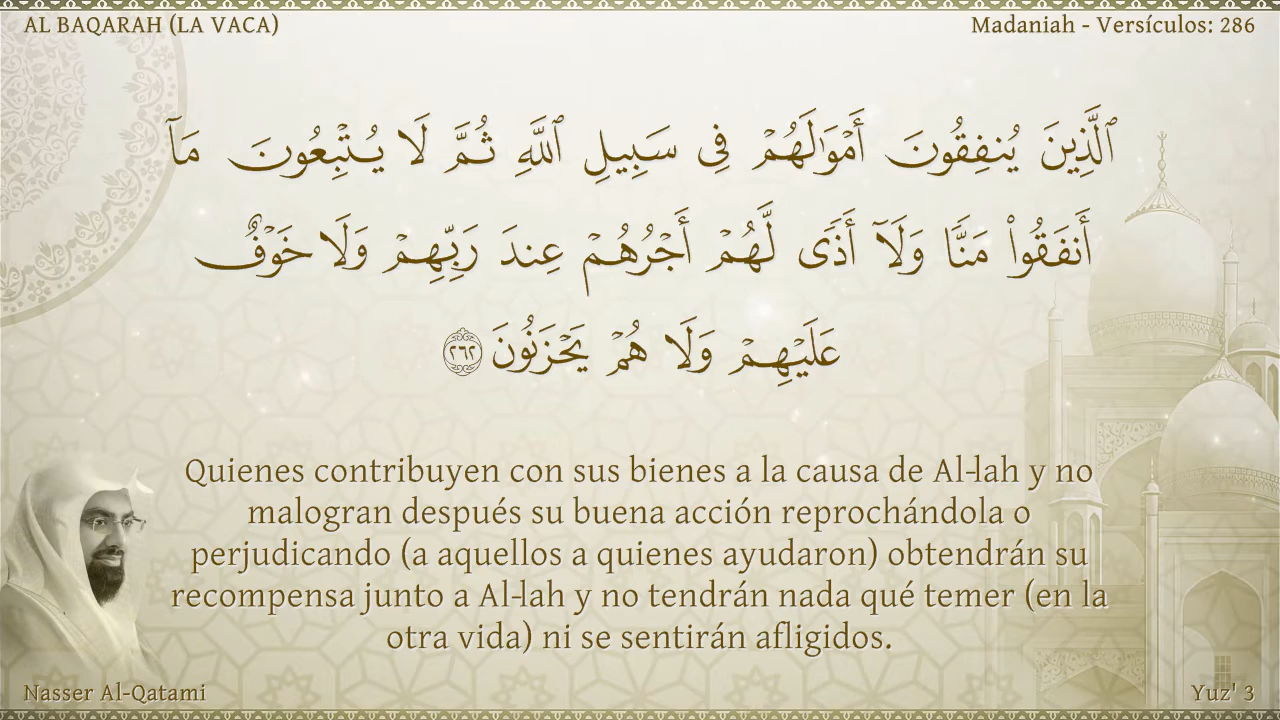 AL BAQARAH (LA VACA)
Madaniah - Versículos: 286
ٱلَّذِينَ يُنفِقُونَ أَمْوَٰلَهُمْ فِى سَبِيلِ ٱللَّهِ ثُمَّ لَا يُتْبِعُونَ مَآ
أَنفَقُوا۟ مَنًّا وَلَآ أَذًى لَّهُمْ أَجْرُهُمْ عِندَ رَبِّهِمْ وَلَا خَوْفٌ
عَلَيْهِمْ وَلَا هُمْ يَحْزَنُونَ ٢٦٢
Quienes contribuyen con sus bienes a la causa de Al-lah y no
malogran después su buena acción reprochándola o
perjudicando (a aquellos a quienes ayudaron) obtendrán su
recompensa junto a Al-lah y no tendrán nada qué temer (en la
otra vida) ni se sentirán afligidos.
Nasser Al-Qatami
Yuz' 3